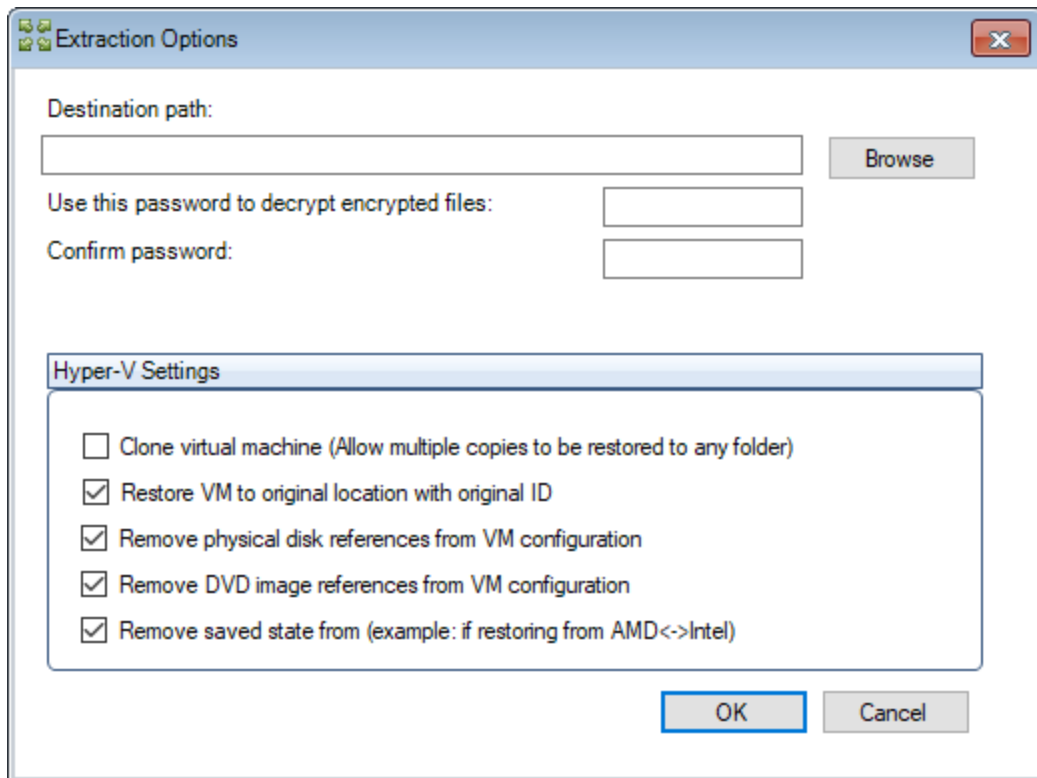 Extraction Options
Destination path:
Browse
Use this password to decrypt encrypted files:
Confirm password:
Hyper-V Settings
Clone virtual machine (Allow multiple copies to be restored to any folder)
Restore VM to original location with original ID
Remove physical disk references from VM configuration
Remove DVD image references from VM configuration
Remove saved state from (example: if restoring from AMD<->Intel)
OK Cancel